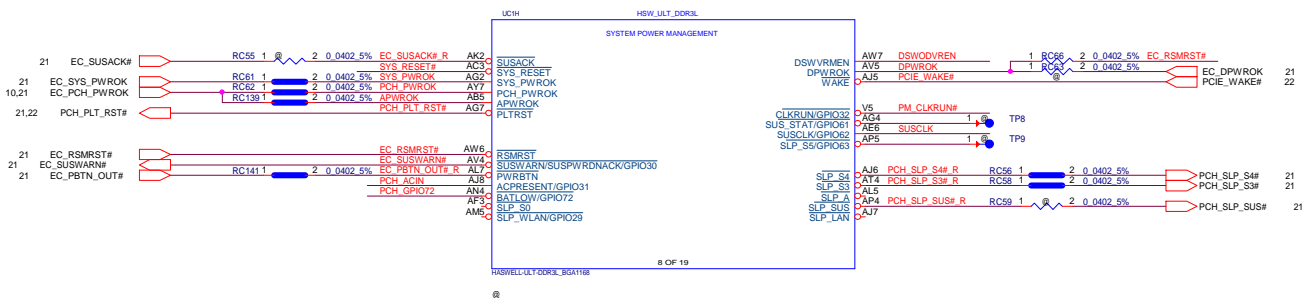 UC1H HSW_ULT_DDR3L
SYSTEM POWER MANAGEMENT
21 EC_SUSACK# RC55 1 @ 2 0_0402_5% EC_SUSACK#_R AK2 SUSACK
SYS_RESET# AC3 SYS_RESET
21 EC_SYS_PWROK RC61 1 2 0_0402_5% SYS_PWROK AG2 SYS_PWROK
10,21 EC_PCH_PWROK RC62 1 2 0_0402_5% PCH_PWROK AY7 PCH_PWROK
RC139 1 2 0_0402_5% APWROK AB5 APWROK
21,22 PCH_PLT_RST# PCH_PLT_RST# AG7 PLTRST
DSWVRMEN AW7 DSWODVREN RC66 1 2 0_0402_5% EC_RSMRST#
DPWROK AV5 DPWROK RC63 1 @ 2 0_0402_5% EC_DPWROK 21
WAKE AJ5 PCIE_WAKE# PCIE_WAKE# 22
CLKRUN/GPIO32 V5 PM_CLKRUN#
SUS_STAT/GPIO61 AG4 1 @ TP8
SUSCLK/GPIO62 AE6 SUSCLK
SLP_S5/GPIO63 AP5 1 @ TP9
21 EC_RSMRST# EC_RSMRST# AW6 RSMRST
21 EC_SUSWARN# EC_SUSWARN# AV4 SUSWARN/SUSPWRDNACK/GPIO30
21 EC_PBTN_OUT# RC141 1 2 0_0402_5% EC_PBTN_OUT#_R AL7 PWRBTN
PCH_ACIN AJ8 ACPRESENT/GPIO31
PCH_GPIO72 AN4 BATLOW/GPIO72
AF3 SLP_S0
AM5 SLP_WLAN/GPIO29
SLP_S4 AJ6 PCH_SLP_S4#_R RC56 1 2 0_0402_5% PCH_SLP_S4# 21
SLP_S3 AT4 PCH_SLP_S3#_R RC58 1 2 0_0402_5% PCH_SLP_S3# 21
SLP_A AL5
SLP_SUS AP4 PCH_SLP_SUS#_R RC59 1 @ 2 0_0402_5% PCH_SLP_SUS# 21
SLP_LAN AJ7
8 OF 19
HASWELL-ULT-DDR3L_BGA1168
@